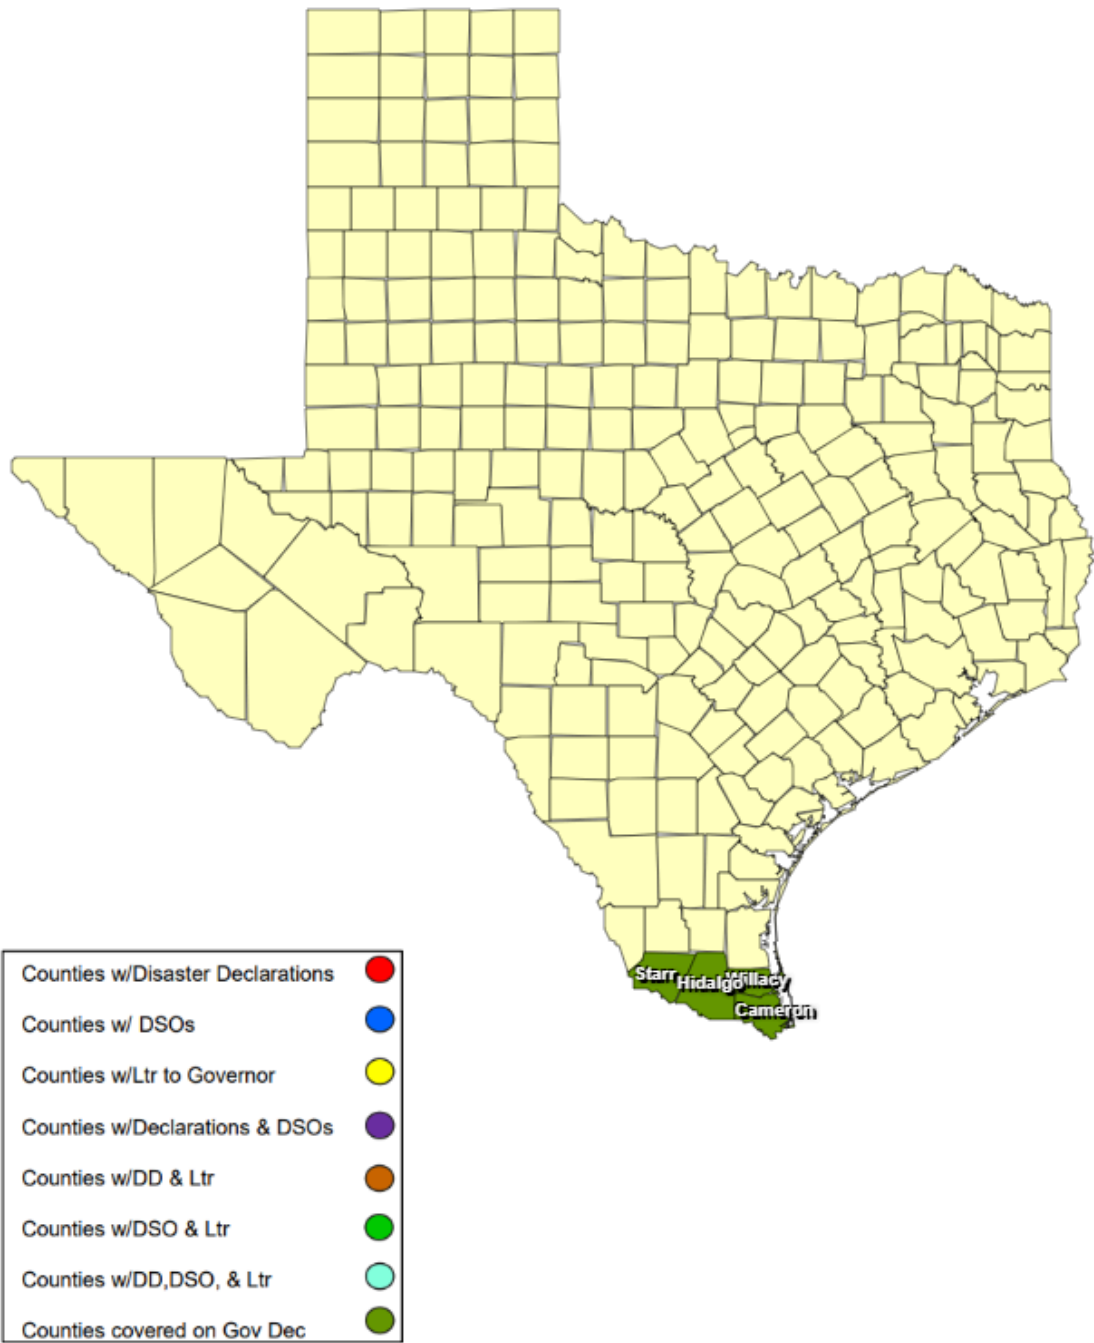 Starr
Hidalgo
Willacy
Cameron
Counties w/Disaster Declarations
Counties w/ DSOs
Counties w/Ltr to Governor
Counties w/Declarations & DSOs
Counties w/DD & Ltr
Counties w/DSO & Ltr
Counties w/DD,DSO, & Ltr
Counties covered on Gov Dec